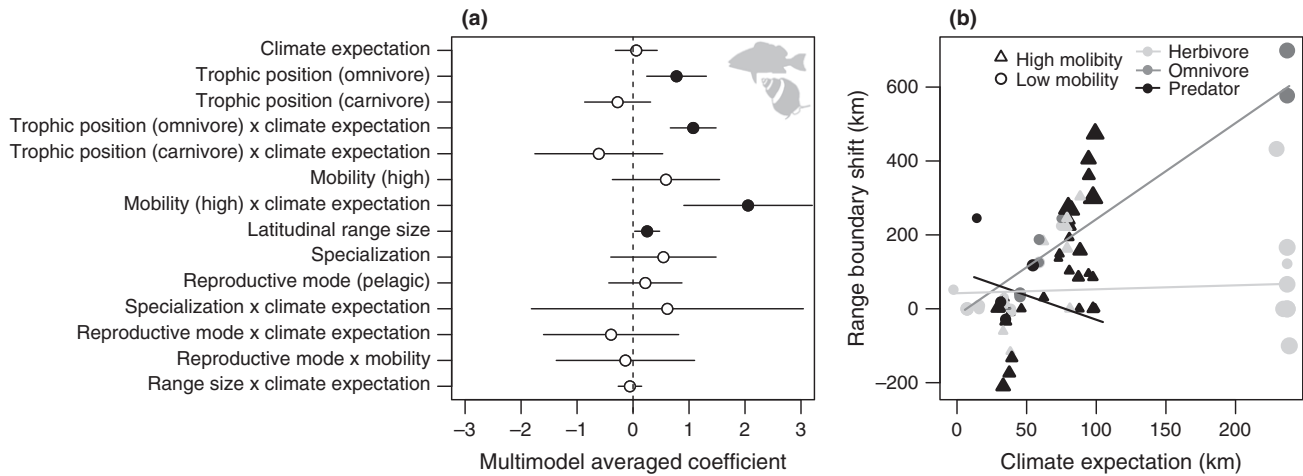 (a)
Climate expectation
Trophic position (omnivore)
Trophic position (carnivore)
Trophic position (omnivore) x climate expectation
Trophic position (carnivore) x climate expectation
Mobility (high)
Mobility (high) x climate expectation
Latitudinal range size
Specialization
Reproductive mode (pelagic)
Specialization x climate expectation
Reproductive mode x climate expectation
Reproductive mode x mobility
Range size x climate expectation
–3 –2 –1 0 1 2 3
Multimodel averaged coefficient
(b)
High molibity
Low mobility
Herbivore
Omnivore
Predator
Range boundary shift (km)
600
400
200
0
–200
0 50 100 150 200
Climate expectation (km)